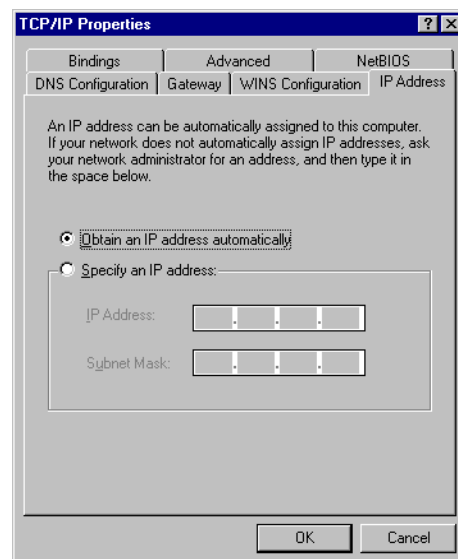 TCP/IP Properties
Bindings Advanced NetBIOS
DNS Configuration Gateway WINS Configuration IP Address
An IP address can be automatically assigned to this computer.
If your network does not automatically assign IP addresses, ask
your network administrator for an address, and then type it in
the space below.
Obtain an IP address automatically
Specify an IP address:
IP Address:
Subnet Mask:
OK Cancel